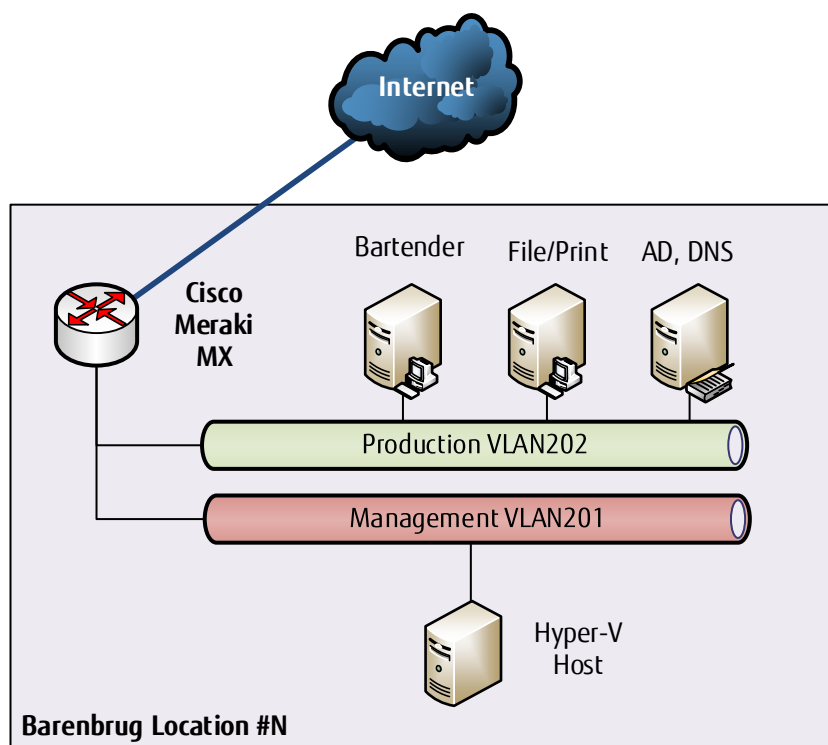 Internet
Bartender
File/Print
AD, DNS
Cisco
Meraki
MX
Production VLAN202
Management VLAN201
Hyper-V
Host
Barenbrug Location #N